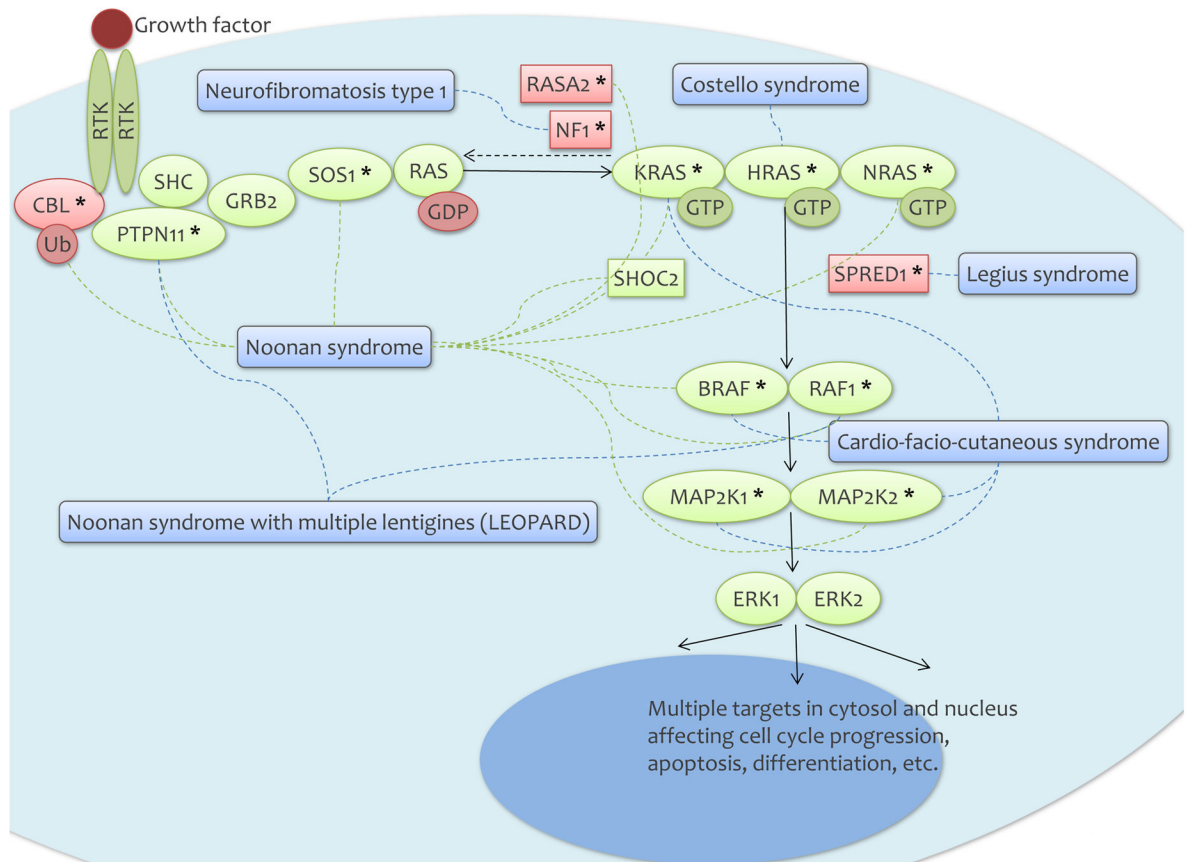 Growth factor
RTK
RTK
Neurofibromatosis type 1
RASA2 *
NF1 *
Costello syndrome
SHC
GRB2
SOS1 *
RAS
GDP
KRAS *
GTP
HRAS *
GTP
NRAS *
GTP
CBL *
Ub
PTPN11 *
SHOC2
SPRED1 *
Legius syndrome
Noonan syndrome
BRAF *
RAF1 *
Cardio-facio-cutaneous syndrome
MAP2K1 *
MAP2K2 *
Noonan syndrome with multiple lentigines (LEOPARD)
ERK1
ERK2
Multiple targets in cytosol and nucleus
affecting cell cycle progression,
apoptosis, differentiation, etc.